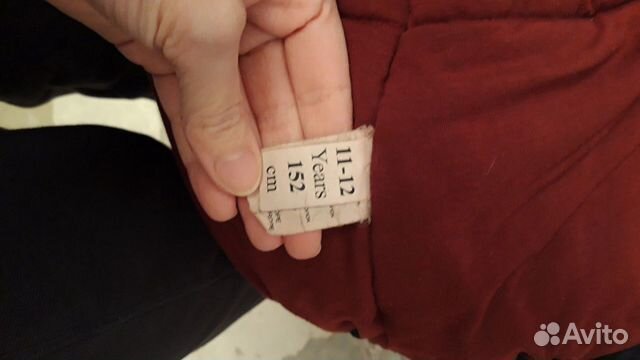 11-12
Years
152
cm
Avito